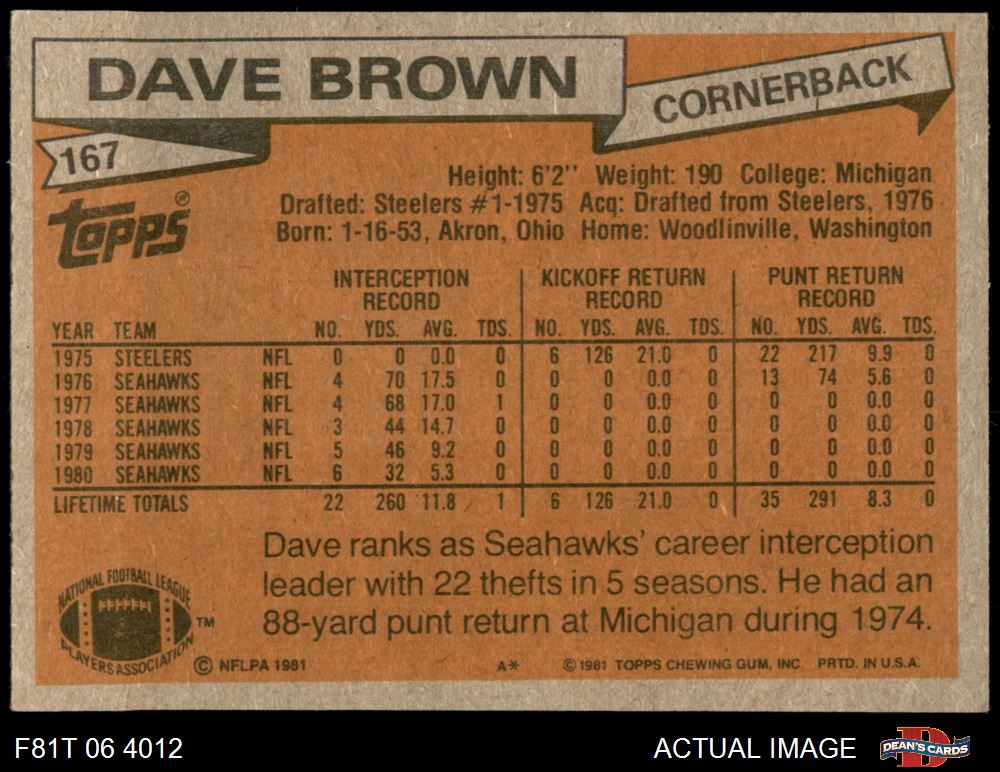 DAVE BROWN
CORNERBACK
167
Topps®
Height: 6'2'' Weight: 190 College: Michigan
Drafted: Steelers #1-1975 Acq: Drafted from Steelers, 1976
Born: 1-16-53, Akron, Ohio Home: Woodlinville, Washington
INTERCEPTION RECORD KICKOFF RETURN RECORD PUNT RETURN RECORD
YEAR TEAM NO. YDS. AVG. TDS. NO. YDS. AVG. TDS. NO. YDS. AVG. TDS.
1975 STEELERS NFL 0 0 0.0 0 6 126 21.0 0 22 217 9.9 0
1976 SEAHAWKS NFL 4 70 17.5 0 0 0 0.0 0 13 74 5.6 0
1977 SEAHAWKS NFL 4 68 17.0 1 0 0 0.0 0 0 0 0.0 0
1978 SEAHAWKS NFL 3 44 14.7 0 0 0 0.0 0 0 0 0.0 0
1979 SEAHAWKS NFL 5 46 9.2 0 0 0 0.0 0 0 0 0.0 0
1980 SEAHAWKS NFL 6 32 5.3 0 0 0 0.0 0 0 0 0.0 0
LIFETIME TOTALS 22 260 11.8 1 6 126 21.0 0 35 291 8.3 0
Dave ranks as Seahawks' career interception
leader with 22 thefts in 5 seasons. He had an
88-yard punt return at Michigan during 1974.
NATIONAL FOOTBALL LEAGUE
PLAYERS ASSOCIATION
TM
© NFLPA 1981 A* © 1981 TOPPS CHEWING GUM, INC. PRTD. IN U.S.A.
F81T 06 4012 ACTUAL IMAGE
D
DEAN'S CARDS